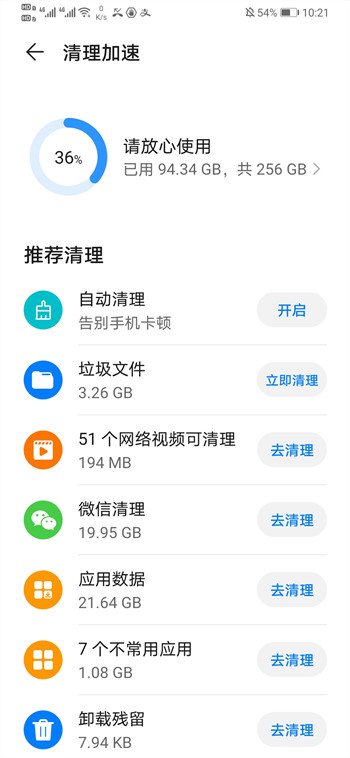 HD 46 46 0 K/s 54% 10:21
清理加速
36%
请放心使用
已用 94.34 GB，共 256 GB
推荐清理
自动清理
告别手机卡顿
开启
垃圾文件
3.26 GB
立即清理
51 个网络视频可清理
194 MB
去清理
微信清理
19.95 GB
去清理
应用数据
21.64 GB
去清理
7 个不常用应用
1.08 GB
去清理
卸载残留
7.94 KB
去清理